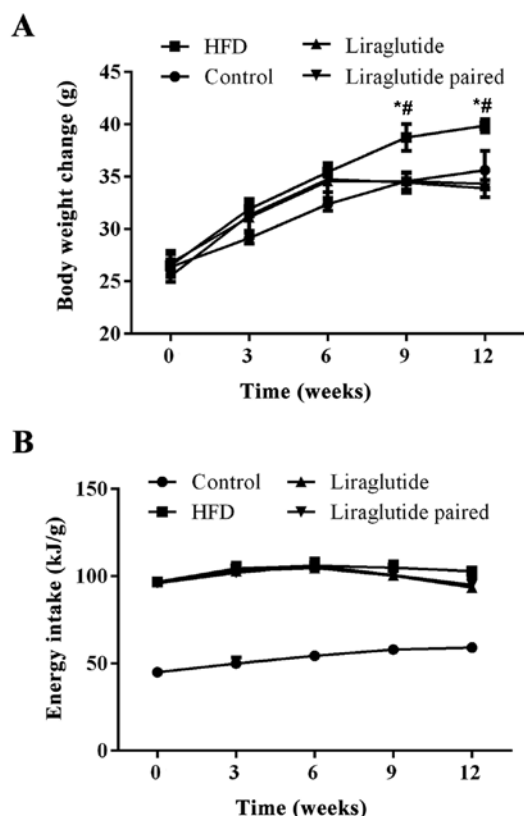 A
HFD Liraglutide
Control Liraglutide paired
45
40
35
30
25
20
Body weight change (g)
*# *#
0 3 6 9 12
Time (weeks)
B
Control Liraglutide
HFD Liraglutide paired
150
100
50
0
Energy intake (kJ/g)
0 3 6 9 12
Time (weeks)